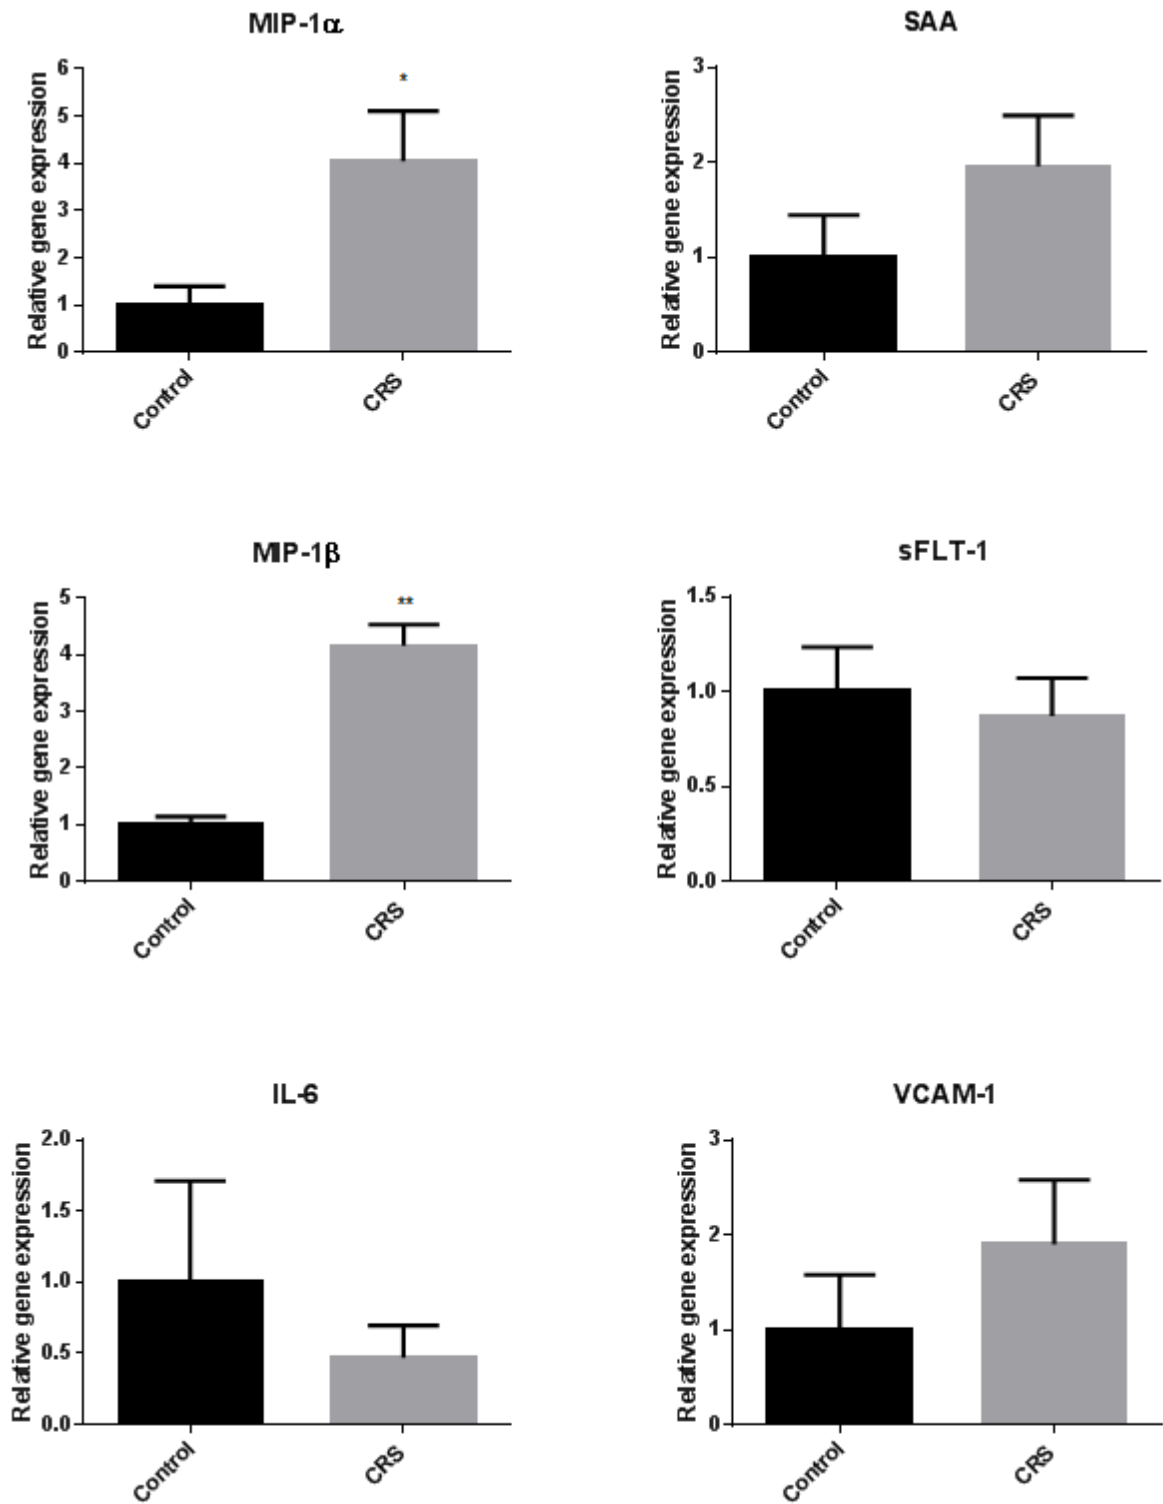 MIP-1α
Relative gene expression
6
5
4
3
2
1
0
*
Control
CRS
SAA
Relative gene expression
3
2
1
0
Control
CRS
MIP-1β
Relative gene expression
5
4
3
2
1
0
**
Control
CRS
sFLT-1
Relative gene expression
1.5
1.0
0.5
0.0
Control
CRS
IL-6
Relative gene expression
2.0
1.5
1.0
0.5
0.0
Control
CRS
VCAM-1
Relative gene expression
3
2
1
0
Control
CRS